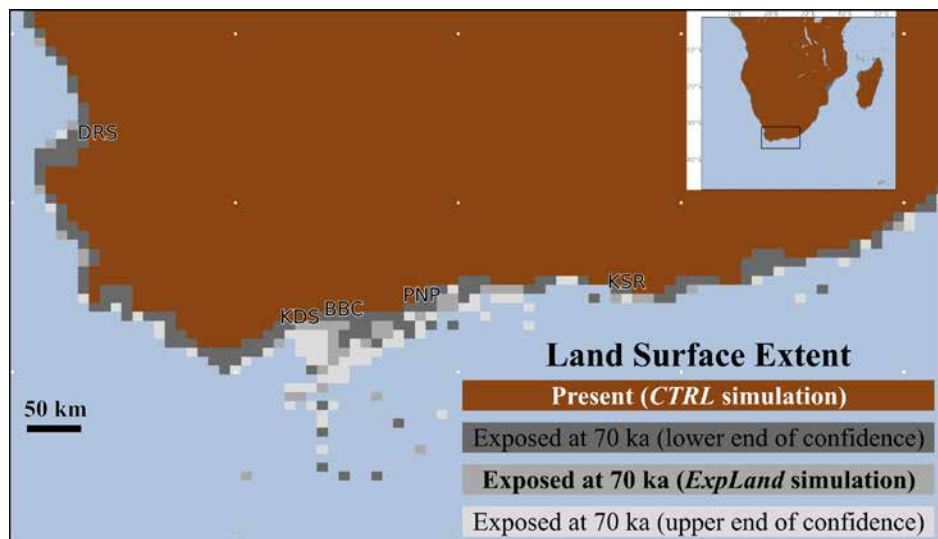 DRS
KSR
PNP
BBC
KDS
Land Surface Extent
Present (CTRL simulation)
Exposed at 70 ka (lower end of confidence)
50 km
Exposed at 70 ka (ExpLand simulation)
Exposed at 70 ka (upper end of confidence)